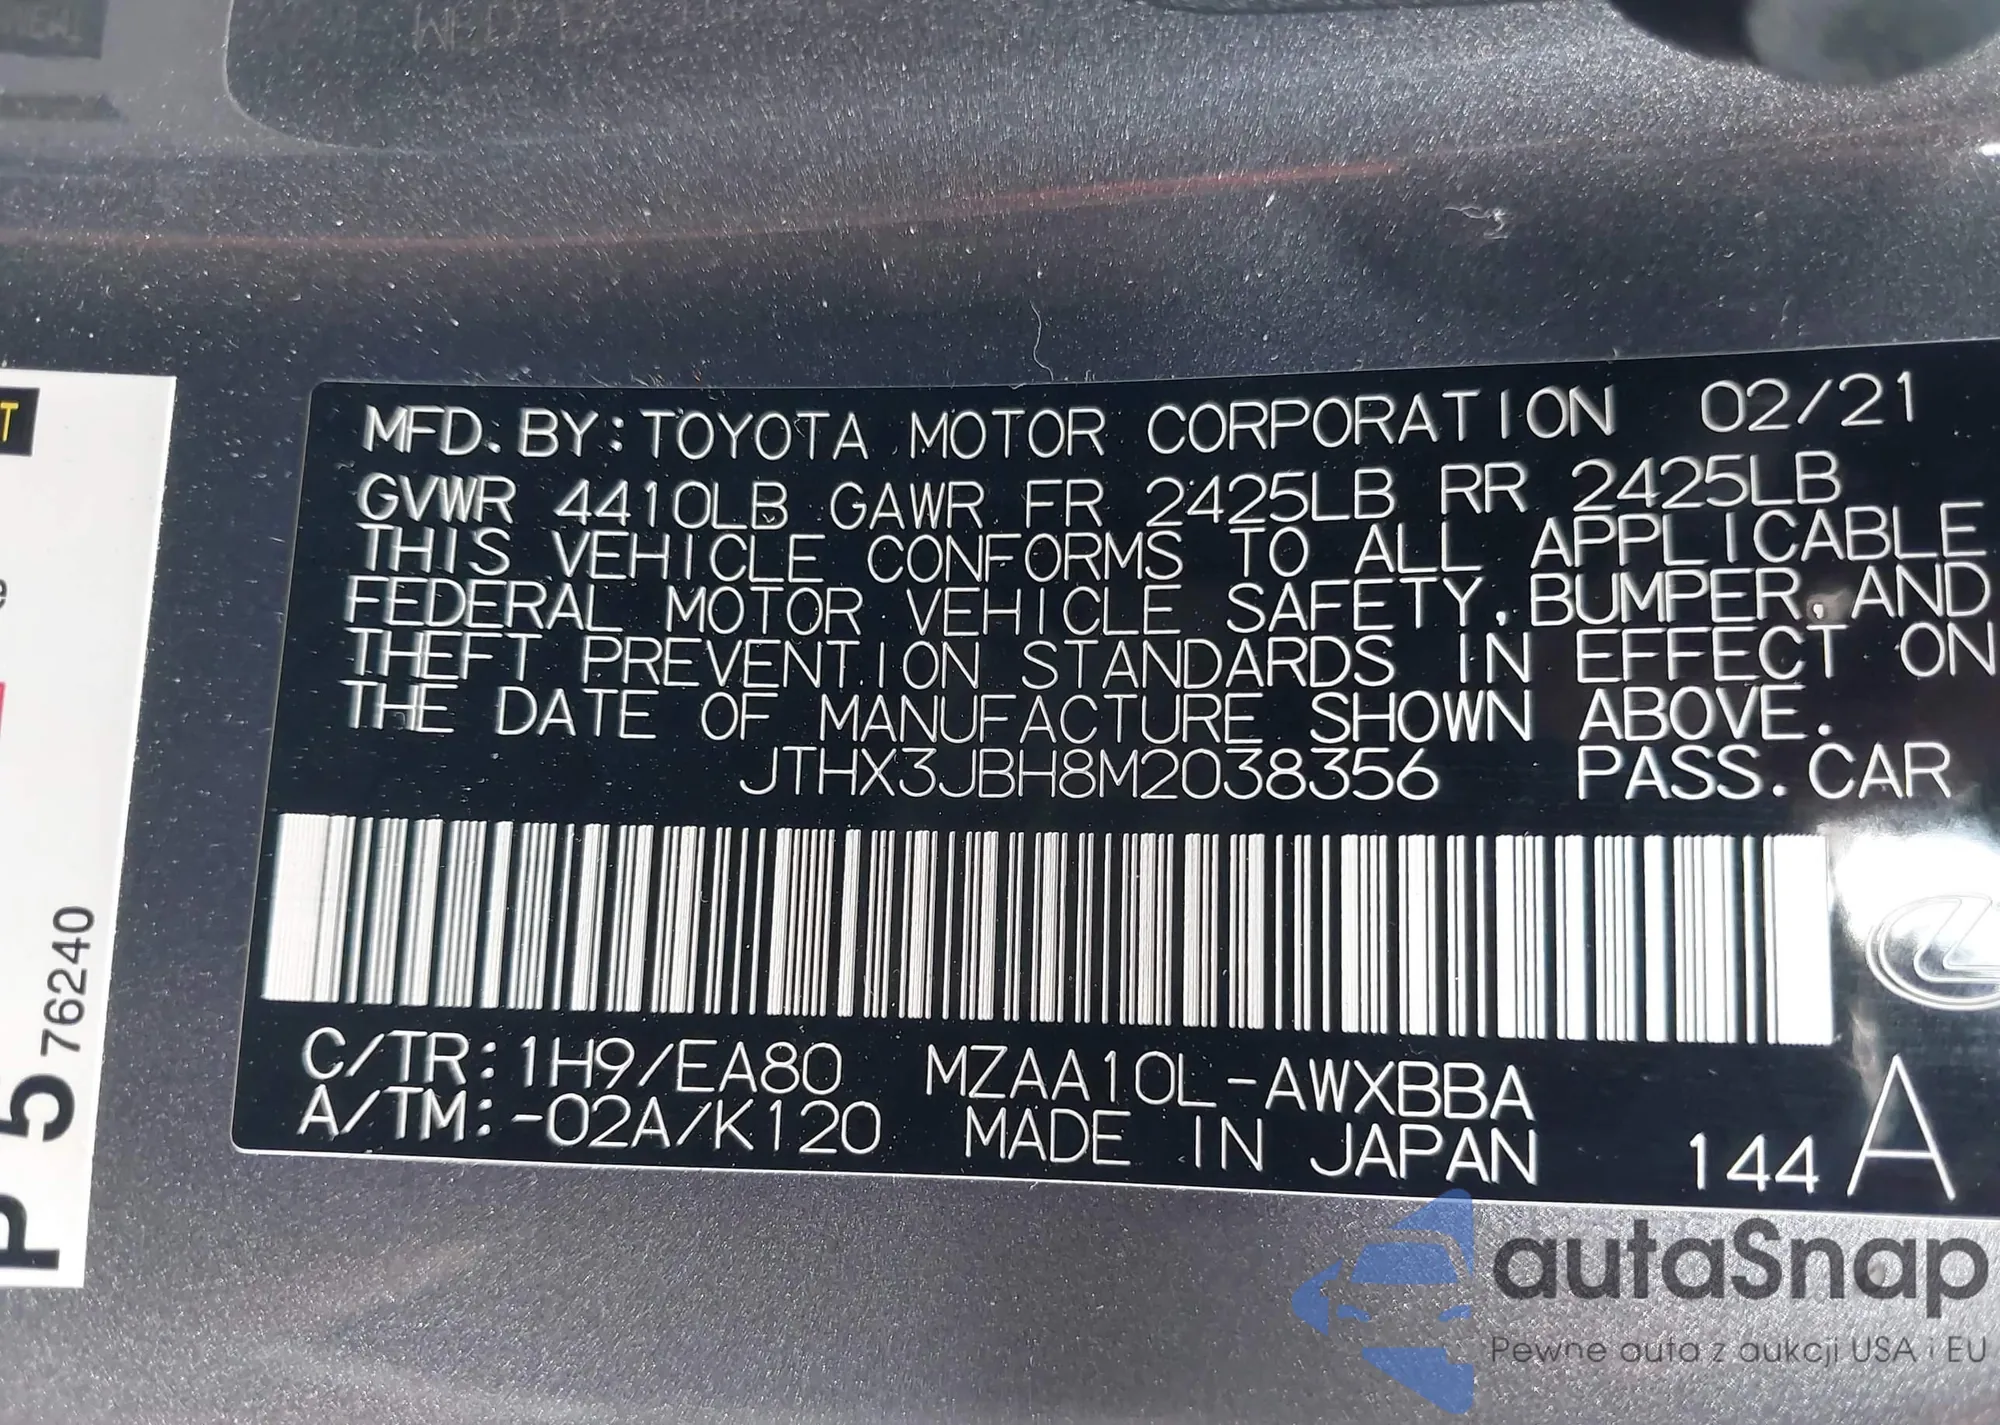 MFD. BY: TOYOTA MOTOR CORPORATION 02/21
GVWR 4410LB GAWR FR 2425LB RR 2425LB
THIS VEHICLE CONFORMS TO ALL APPLICABLE
FEDERAL MOTOR VEHICLE SAFETY, BUMPER, AND
THEFT PREVENTION STANDARDS IN EFFECT ON
THE DATE OF MANUFACTURE SHOWN ABOVE.
JTHX3JBH8M2038356 PASS. CAR
C/TR: 1H9/EA80 MZAA10L-AWXBBA
A/TM: -02A/K120 MADE IN JAPAN 144 A
P 5 76240
autaSnap
Pewne auta z aukcji USA i EU